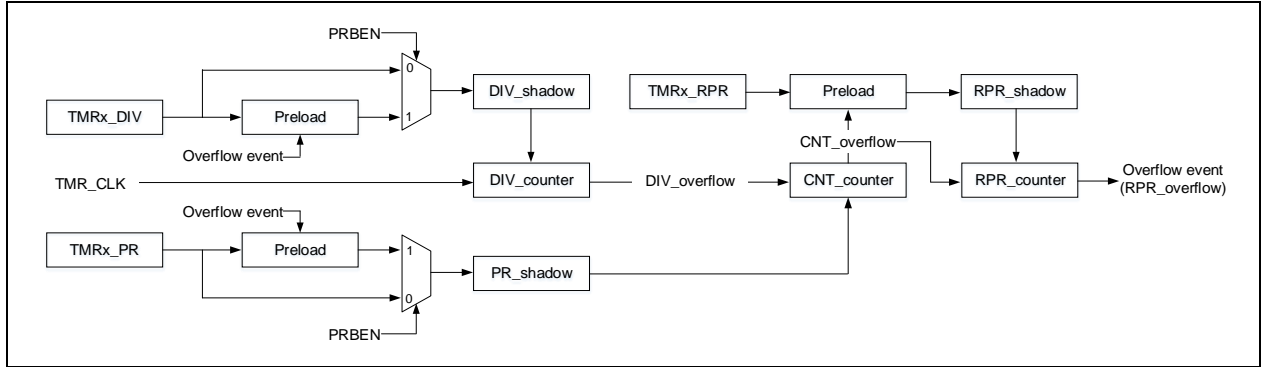 PRBEN
0
DIV_shadow
TMRx_RPR
Preload
RPR_shadow
TMRx_DIV
Preload
1
Overflow event
CNT_overflow
TMR_CLK
DIV_counter
DIV_overflow
CNT_counter
RPR_counter
Overflow event
(RPR_overflow)
Overflow event
TMRx_PR
Preload
1
PR_shadow
0
PRBEN